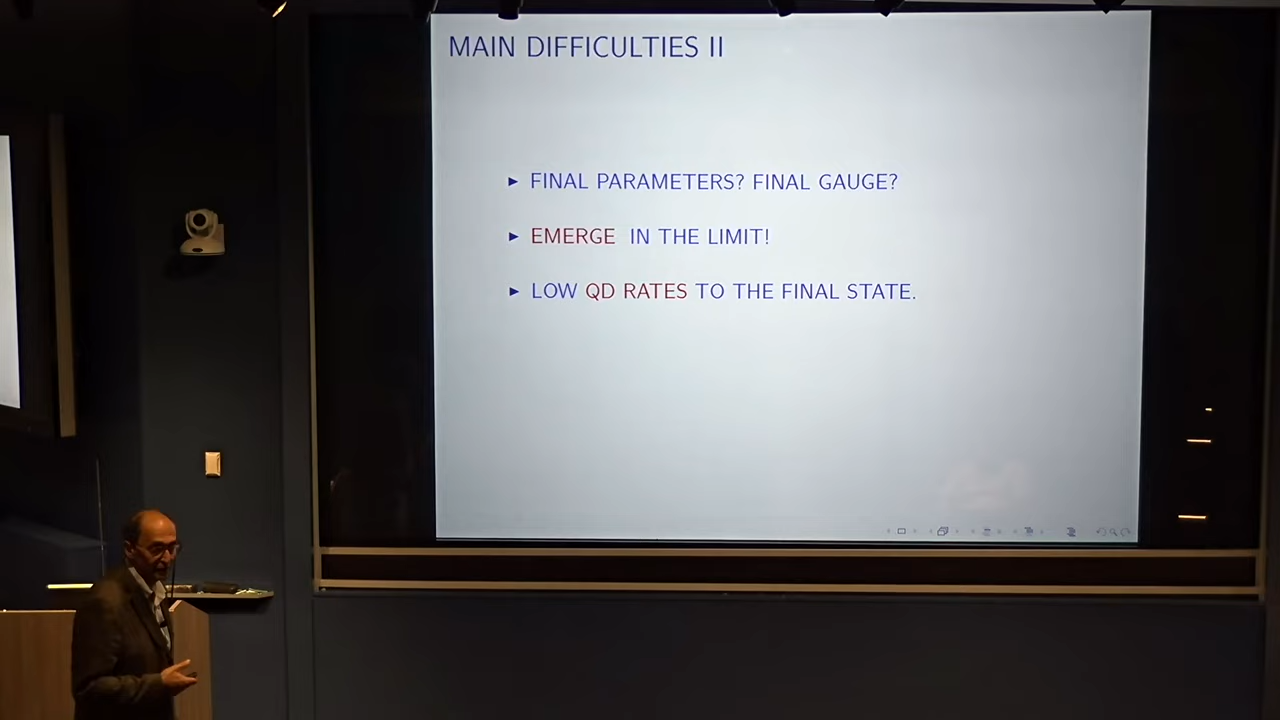 MAIN DIFFICULTIES II
► FINAL PARAMETERS? FINAL GAUGE?
► EMERGE IN THE LIMIT!
► LOW QD RATES TO THE FINAL STATE.